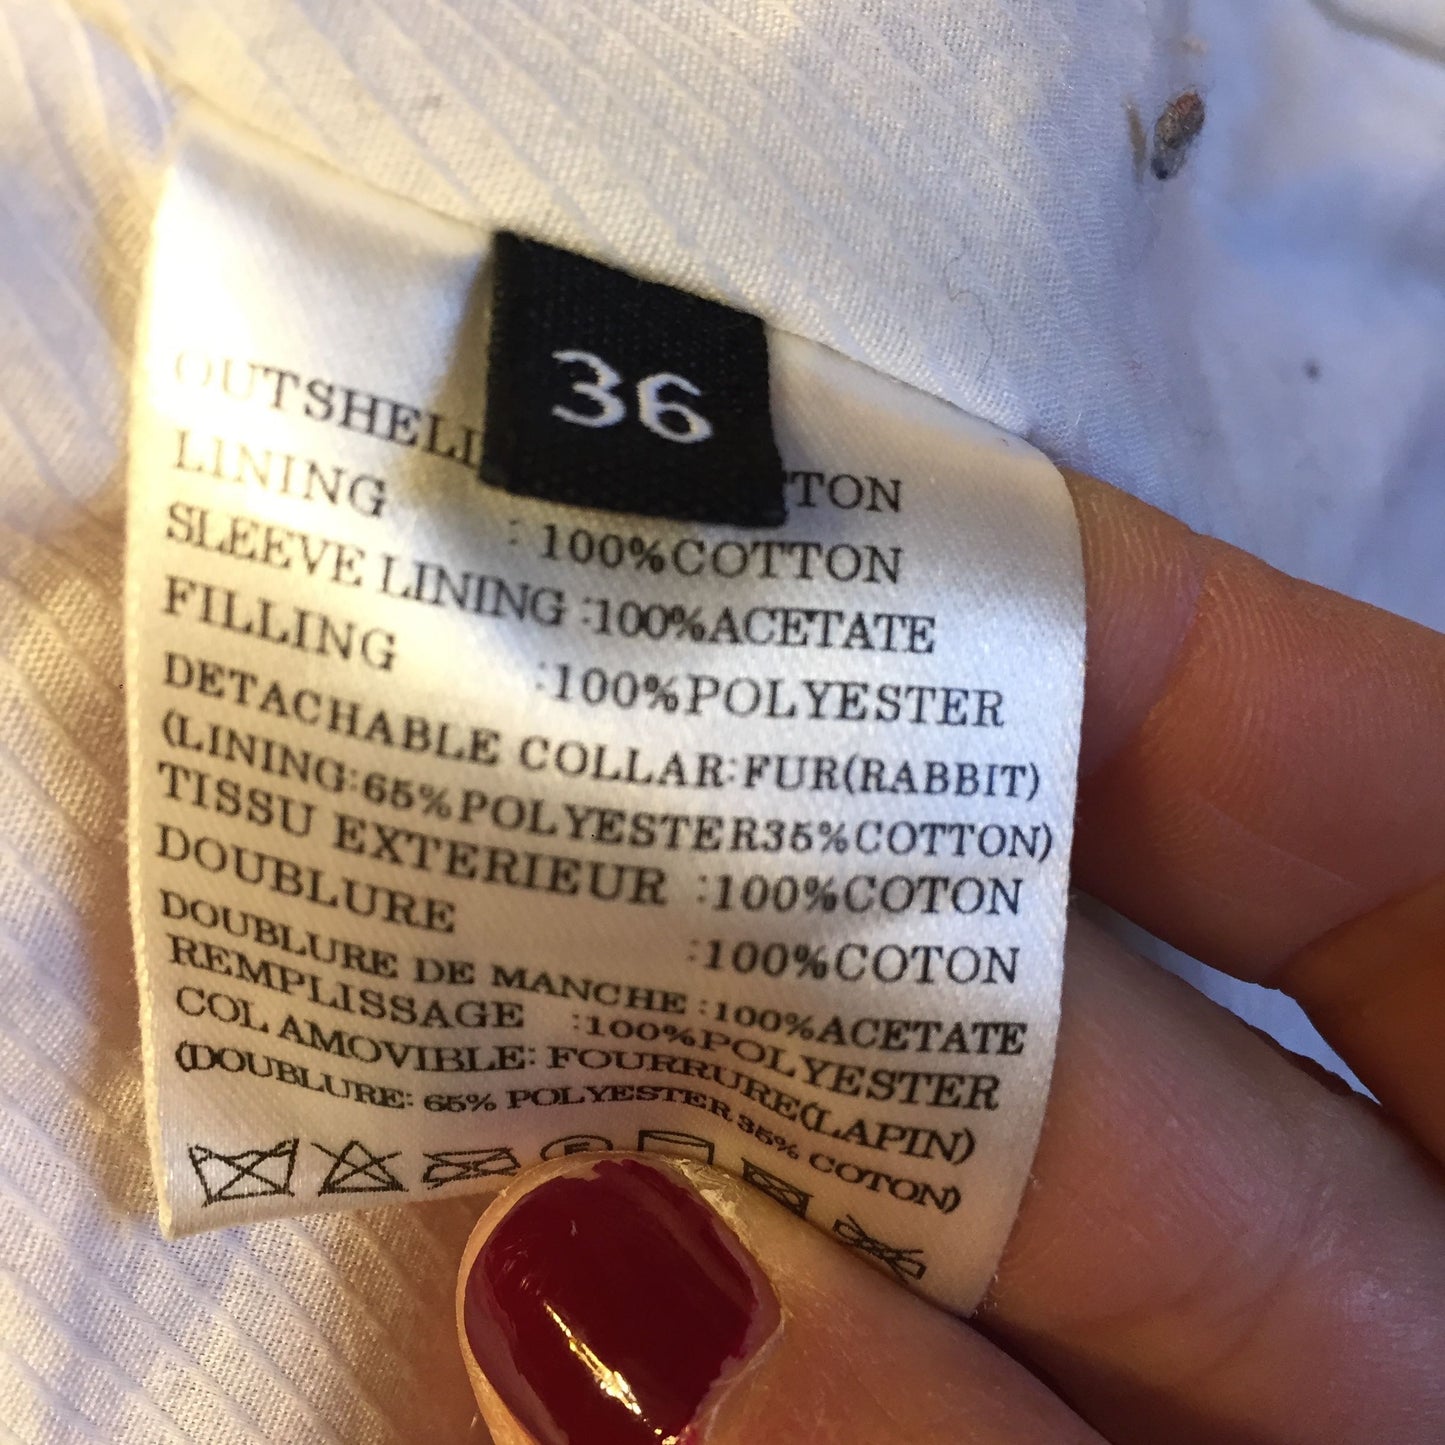 36
OUTSHELL TTON
LINING : 100%COTTON
SLEEVE LINING :100%ACETATE
FILLING :100%POLYESTER
DETACHABLE COLLAR:FUR(RABBIT)
(LINING:65%POLYESTER35%COTTON)
TISSU EXTERIEUR :100%COTON
DOUBLURE :100%COTON
DOUBLURE DE MANCHE :100%ACETATE
REMPLISSAGE :100%POLYESTER
COL AMOVIBLE: FOURRURE(LAPIN)
(DOUBLURE: 65% POLYESTER 35% COTON)